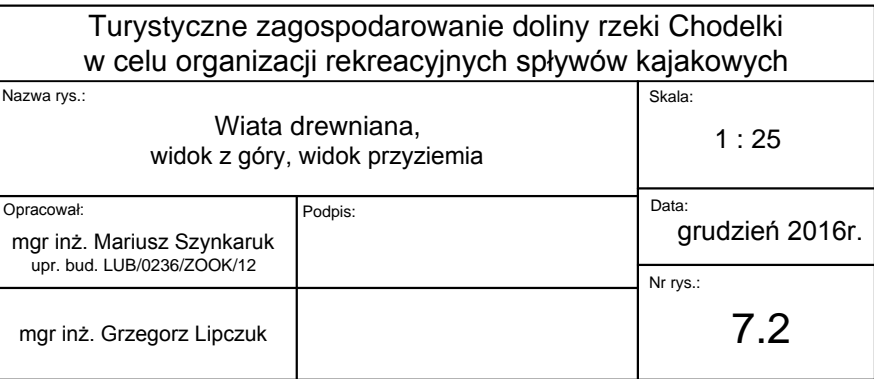 Turystyczne zagospodarowanie doliny rzeki Chodelki
w celu organizacji rekreacyjnych spływów kajakowych
Nazwa rys.:
Wiata drewniana,
widok z góry, widok przyziemia
Skala:
1 : 25
Opracował:
mgr inż. Mariusz Szynkaruk
upr. bud. LUB/0236/ZOOK/12
Podpis:
Data:
grudzień 2016r.
mgr inż. Grzegorz Lipczuk
Nr rys.:
7.2